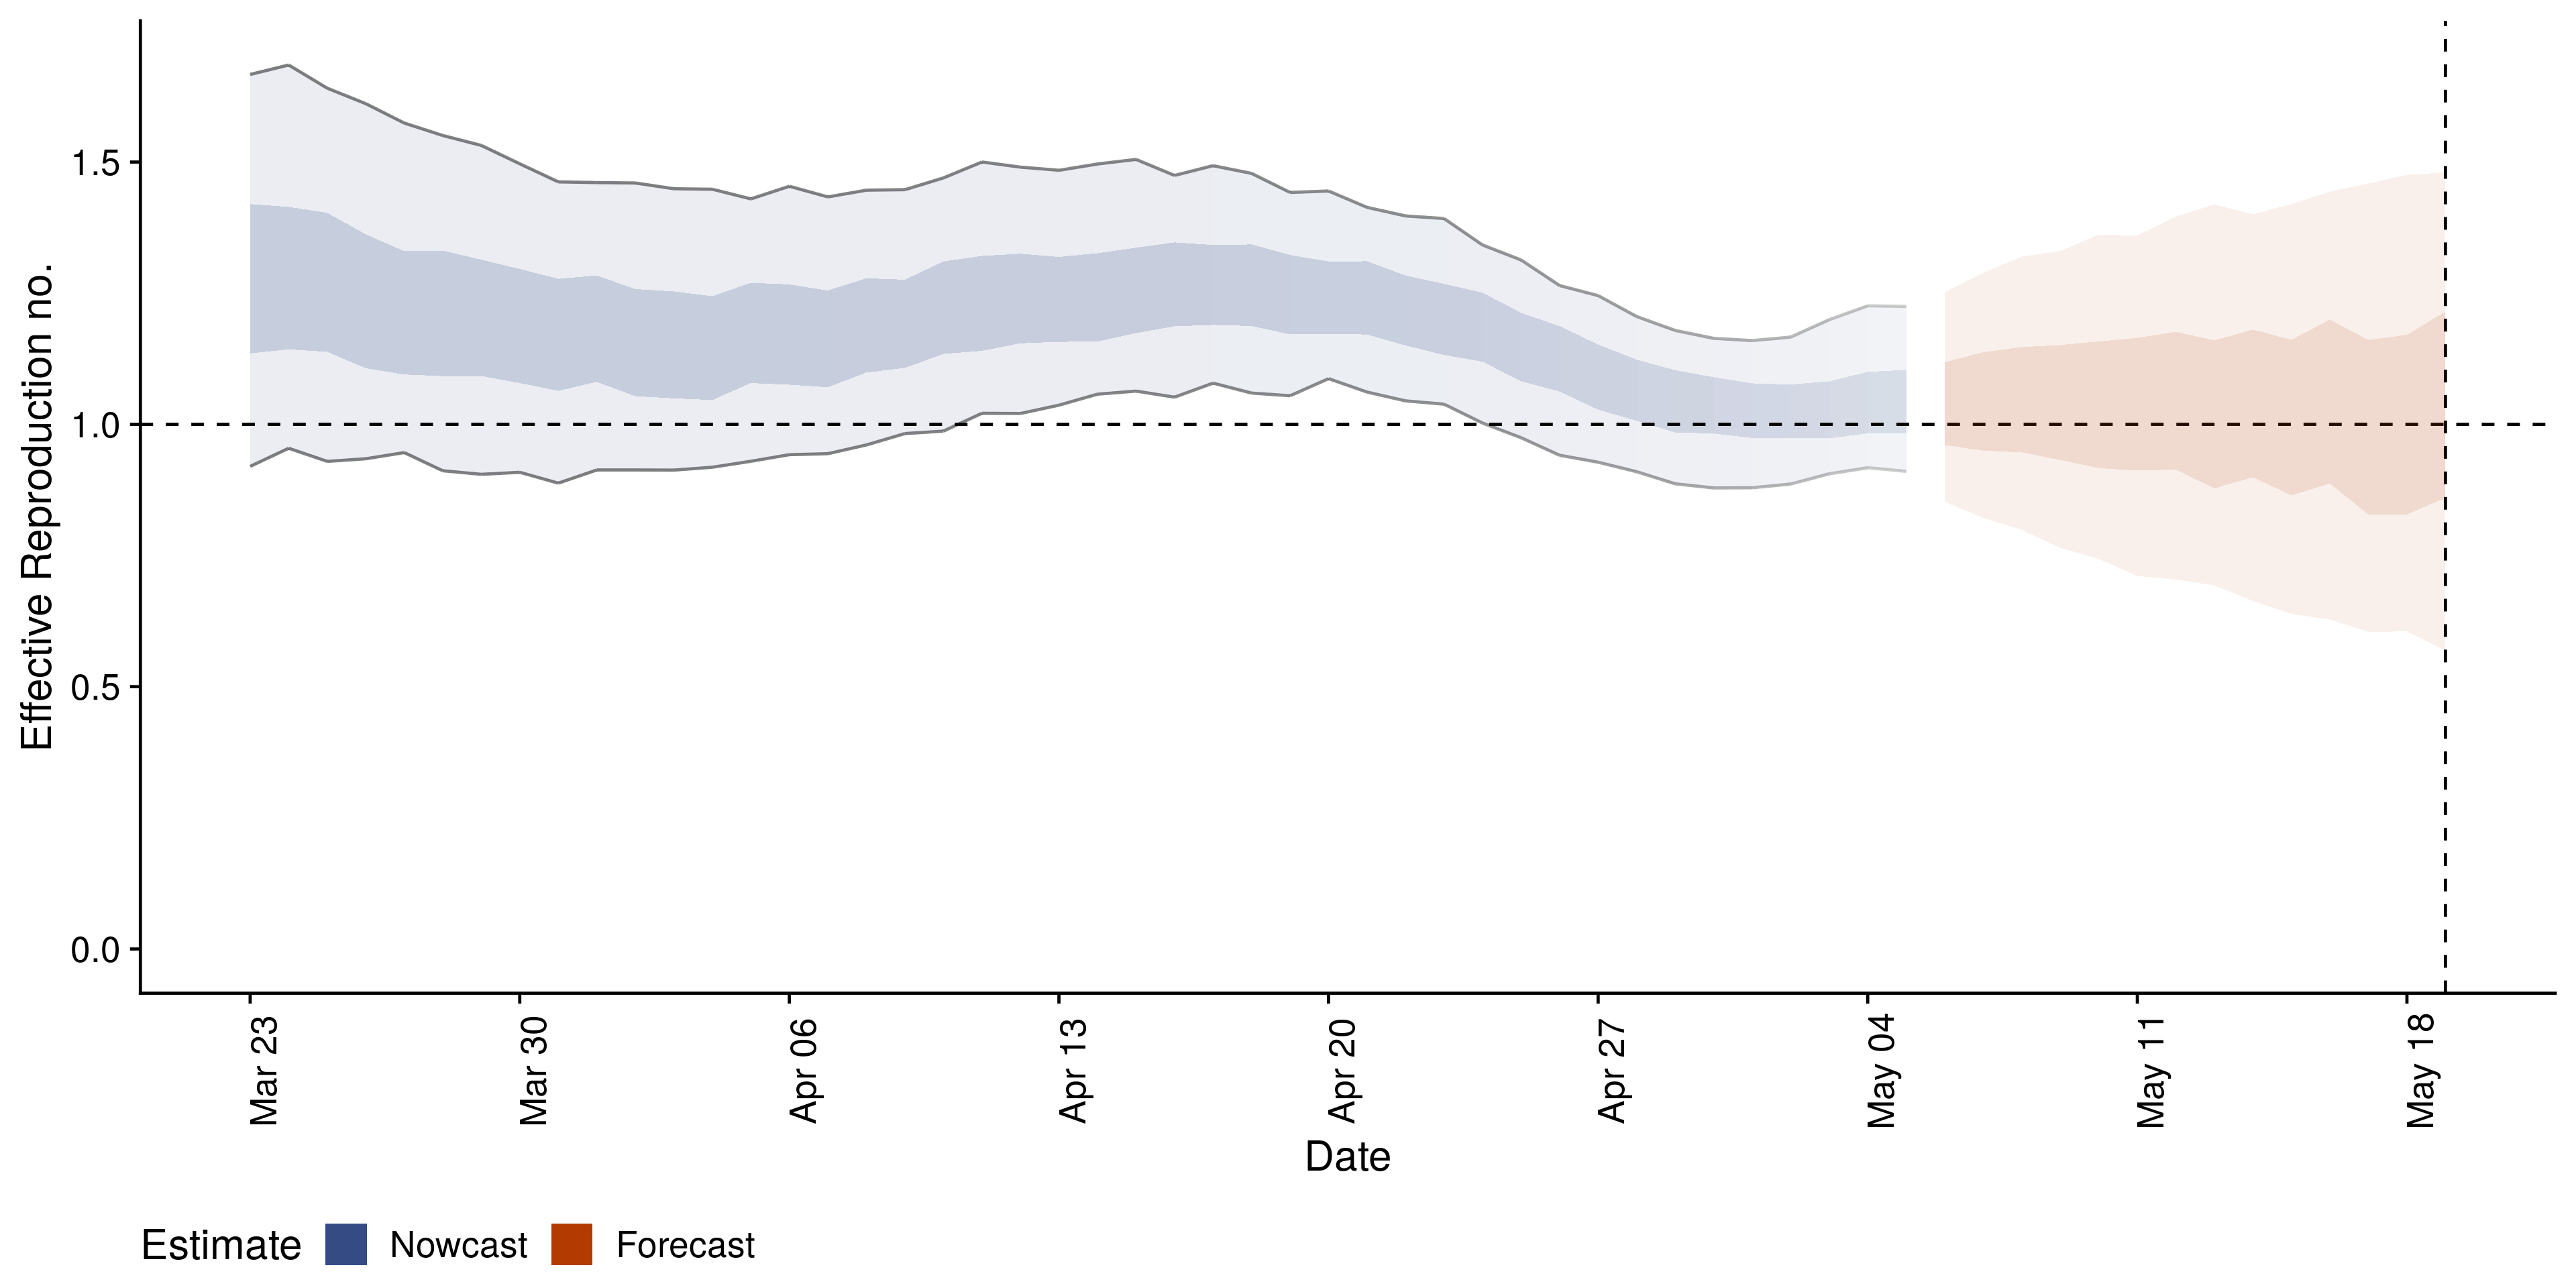 Effective Reproduction no.
1.5
1.0
0.5
0.0
Mar 23
Mar 30
Apr 06
Apr 13
Apr 20
Apr 27
May 04
May 11
May 18
Date
Estimate Nowcast Forecast